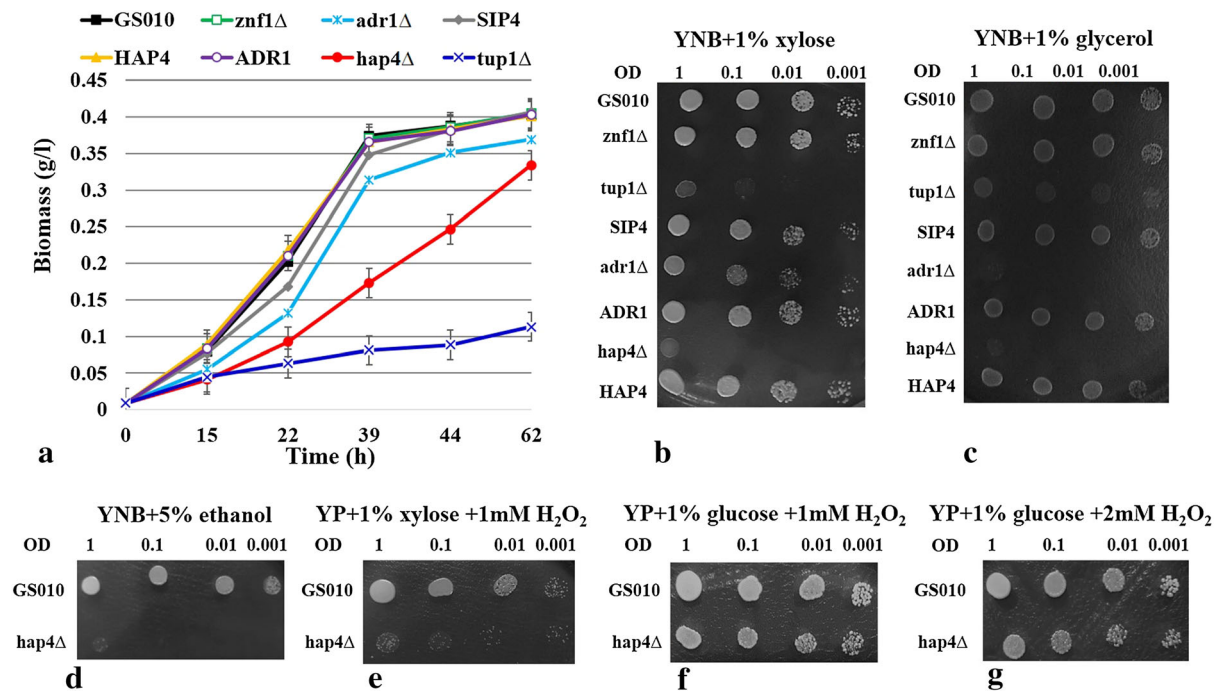 GS010 znf1Δ adr1Δ SIP4
HAP4 ADR1 hap4Δ tup1Δ
0.45
0.4
0.35
0.3
0.25
0.2
0.15
0.1
0.05
0
Biomass (g/l)
0 15 22 39 44 62
Time (h)
a
YNB+1% xylose
OD 1 0.1 0.01 0.001
GS010
znf1Δ
tup1Δ
SIP4
adr1Δ
ADR1
hap4Δ
HAP4
b
YNB+1% glycerol
OD 1 0.1 0.01 0.001
GS010
znf1Δ
tup1Δ
SIP4
adr1Δ
ADR1
hap4Δ
HAP4
c
YNB+5% ethanol
OD 1 0.1 0.01 0.001
GS010
hap4Δ
d
YP+1% xylose +1mM H₂O₂
OD 1 0.1 0.01 0.001
GS010
hap4Δ
e
YP+1% glucose +1mM H₂O₂
OD 1 0.1 0.01 0.001
GS010
hap4Δ
f
YP+1% glucose +2mM H₂O₂
OD 1 0.1 0.01 0.001
GS010
hap4Δ
g